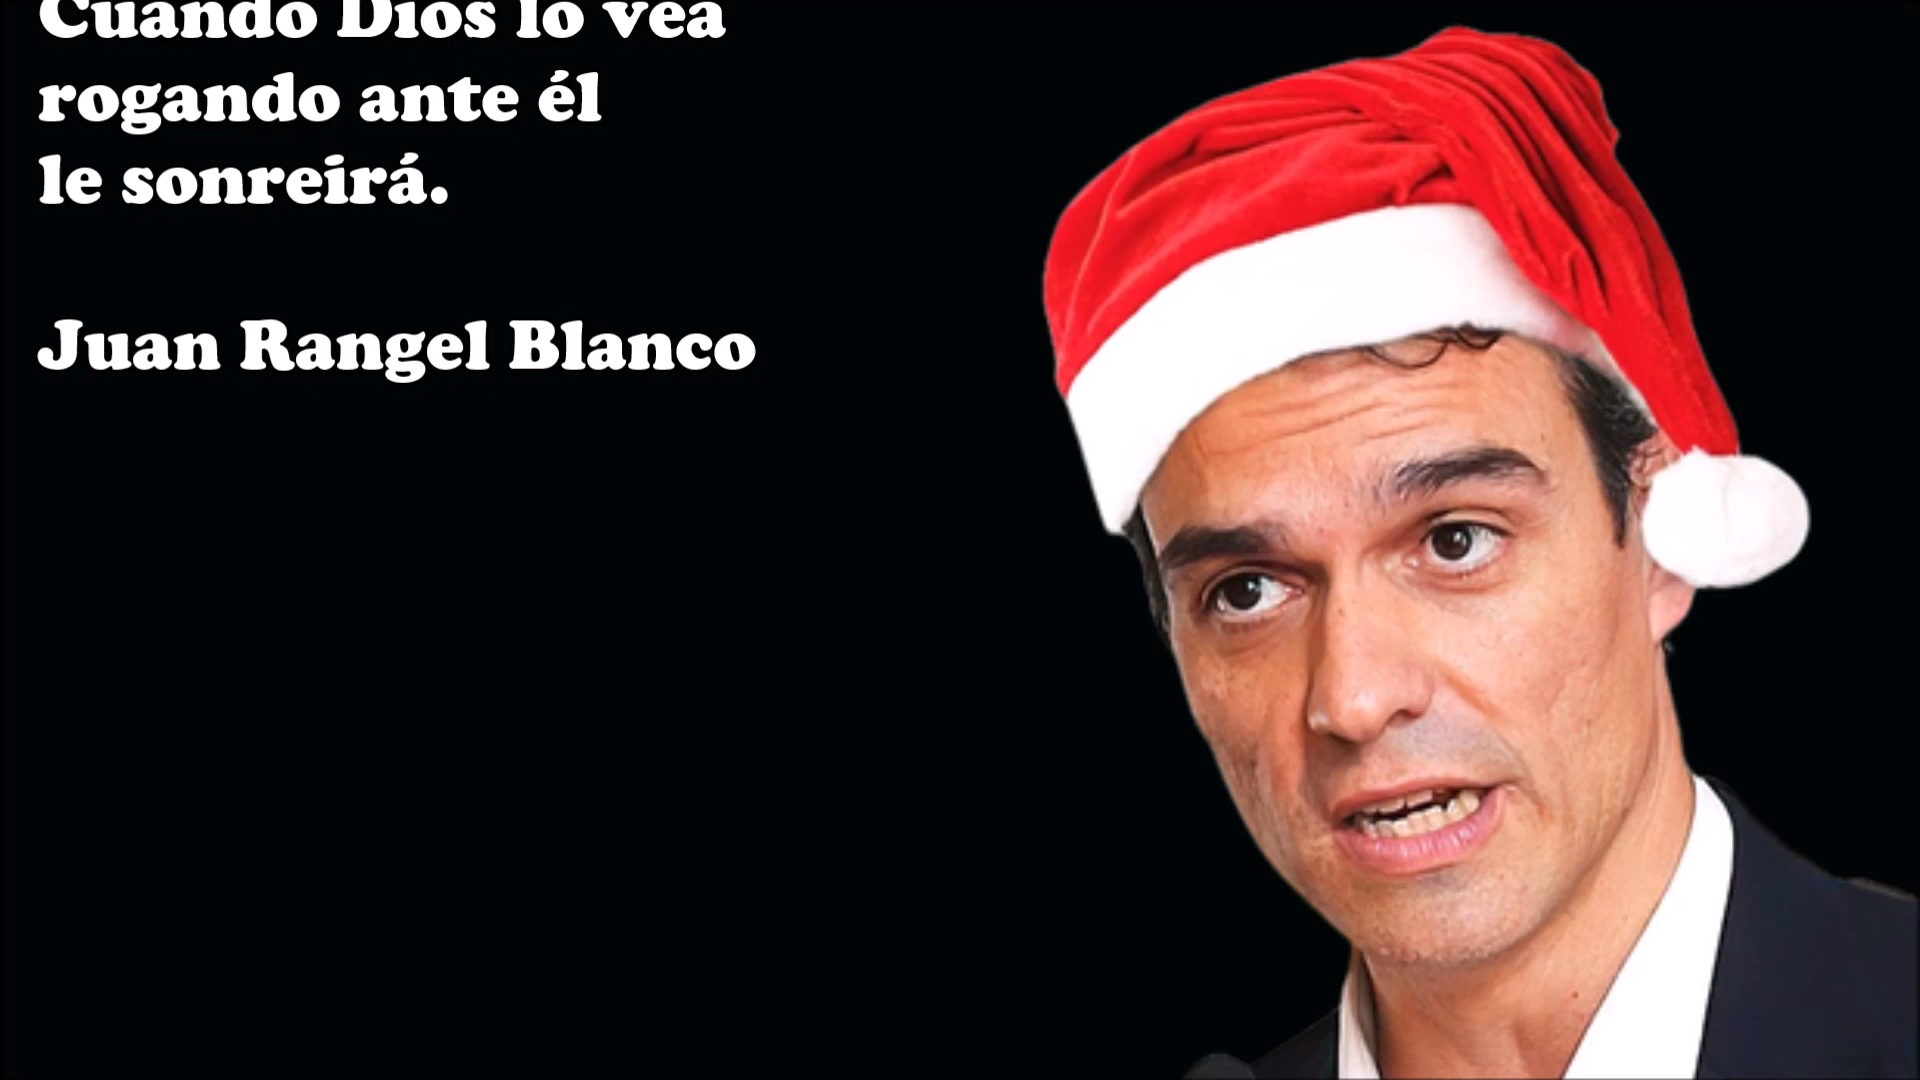 Cuando Dios lo vea
rogando ante él
le sonreirá.
Juan Rangel Blanco